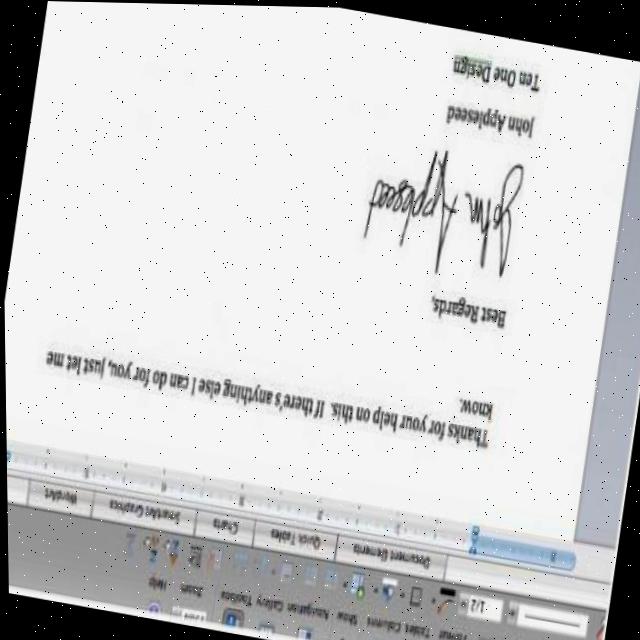 1/2
Columns Show Navigation Gallery Toolbox Zoom Help
Document Elements Quick Tables Charts SmartArt Graphics WordArt
Thanks for your help on this. If there's anything else I can do for you, just let me
know.
Best Regards,
John Appleseed
John Appleseed
Ten One Design